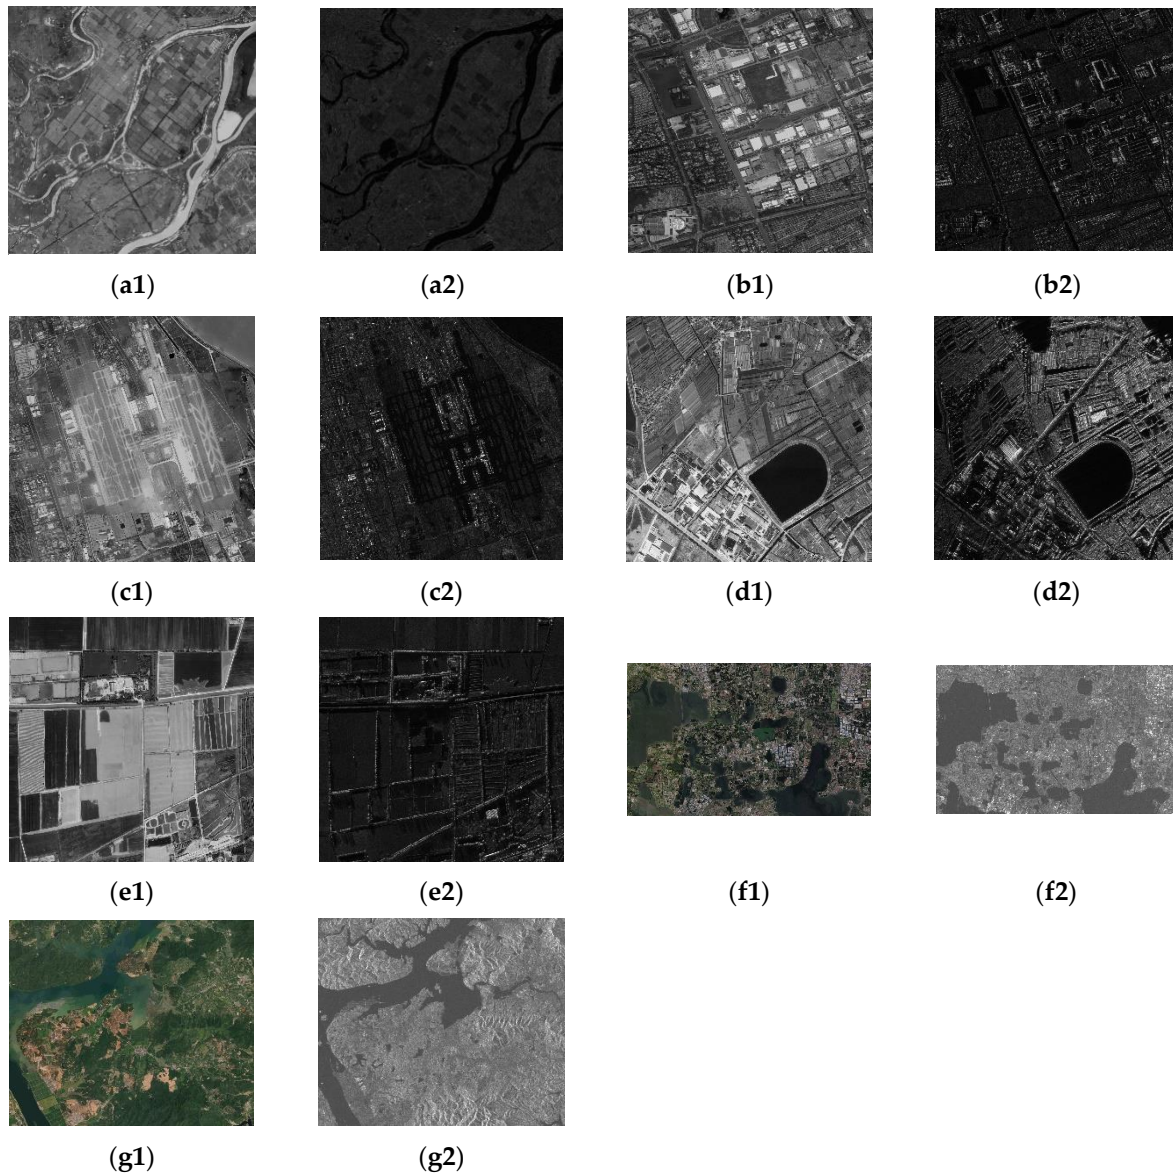 (a1) (a2) (b1) (b2)
(c1) (c2) (d1) (d2)
(e1) (e2) (f1) (f2)
(g1) (g2)